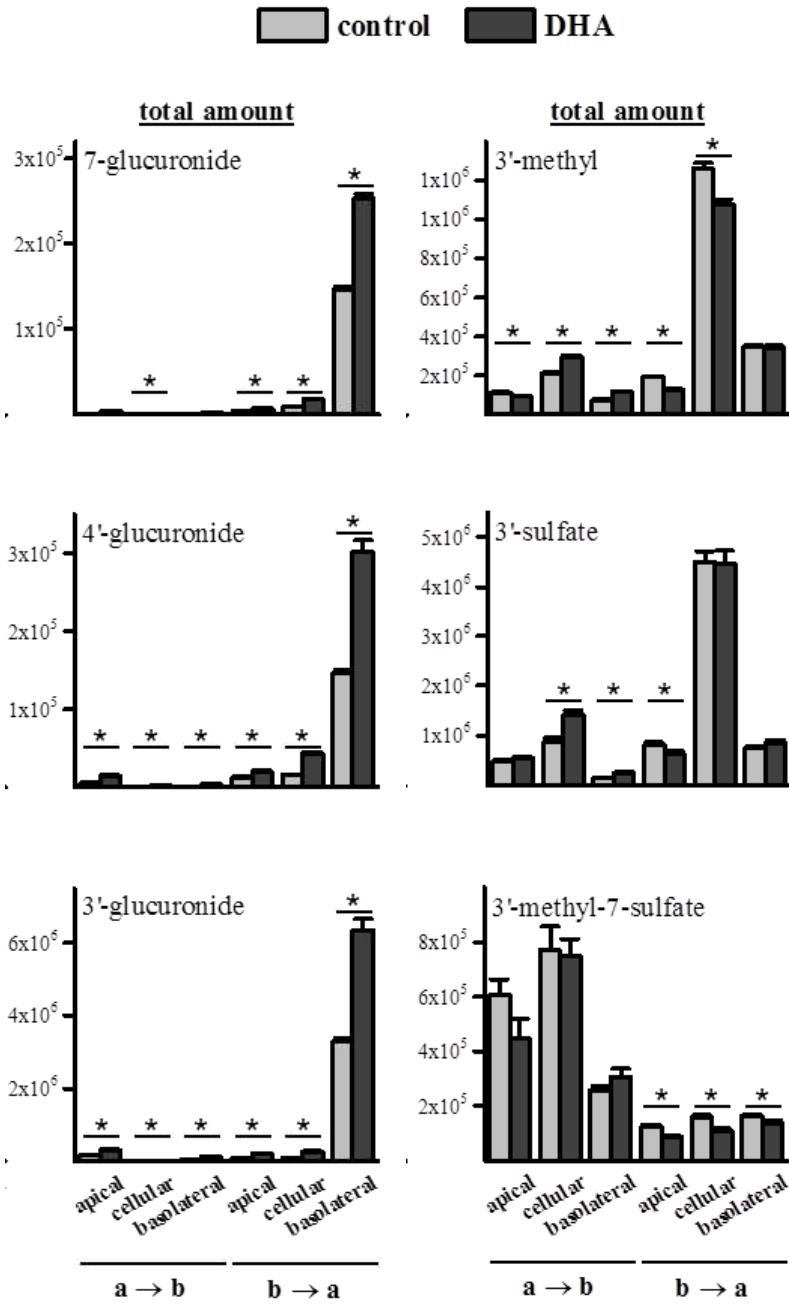 control DHA
total amount total amount
7-glucuronide
3x10⁵
2x10⁵
1x10⁵
*
* * *
3'-methyl
1x10⁶
1x10⁶
8x10⁵
6x10⁵
4x10⁵
2x10⁵
*
* * * *
4'-glucuronide
3x10⁵
2x10⁵
1x10⁵
*
* * * * *
3'-sulfate
5x10⁶
4x10⁶
3x10⁶
2x10⁶
1x10⁶
* * *
3'-glucuronide
6x10⁶
4x10⁶
2x10⁶
*
* * * * *
3'-methyl-7-sulfate
8x10⁵
6x10⁵
4x10⁵
2x10⁵
* * *
apical cellular basolateral apical cellular basolateral
a → b b → a
apical cellular basolateral apical cellular basolateral
a → b b → a